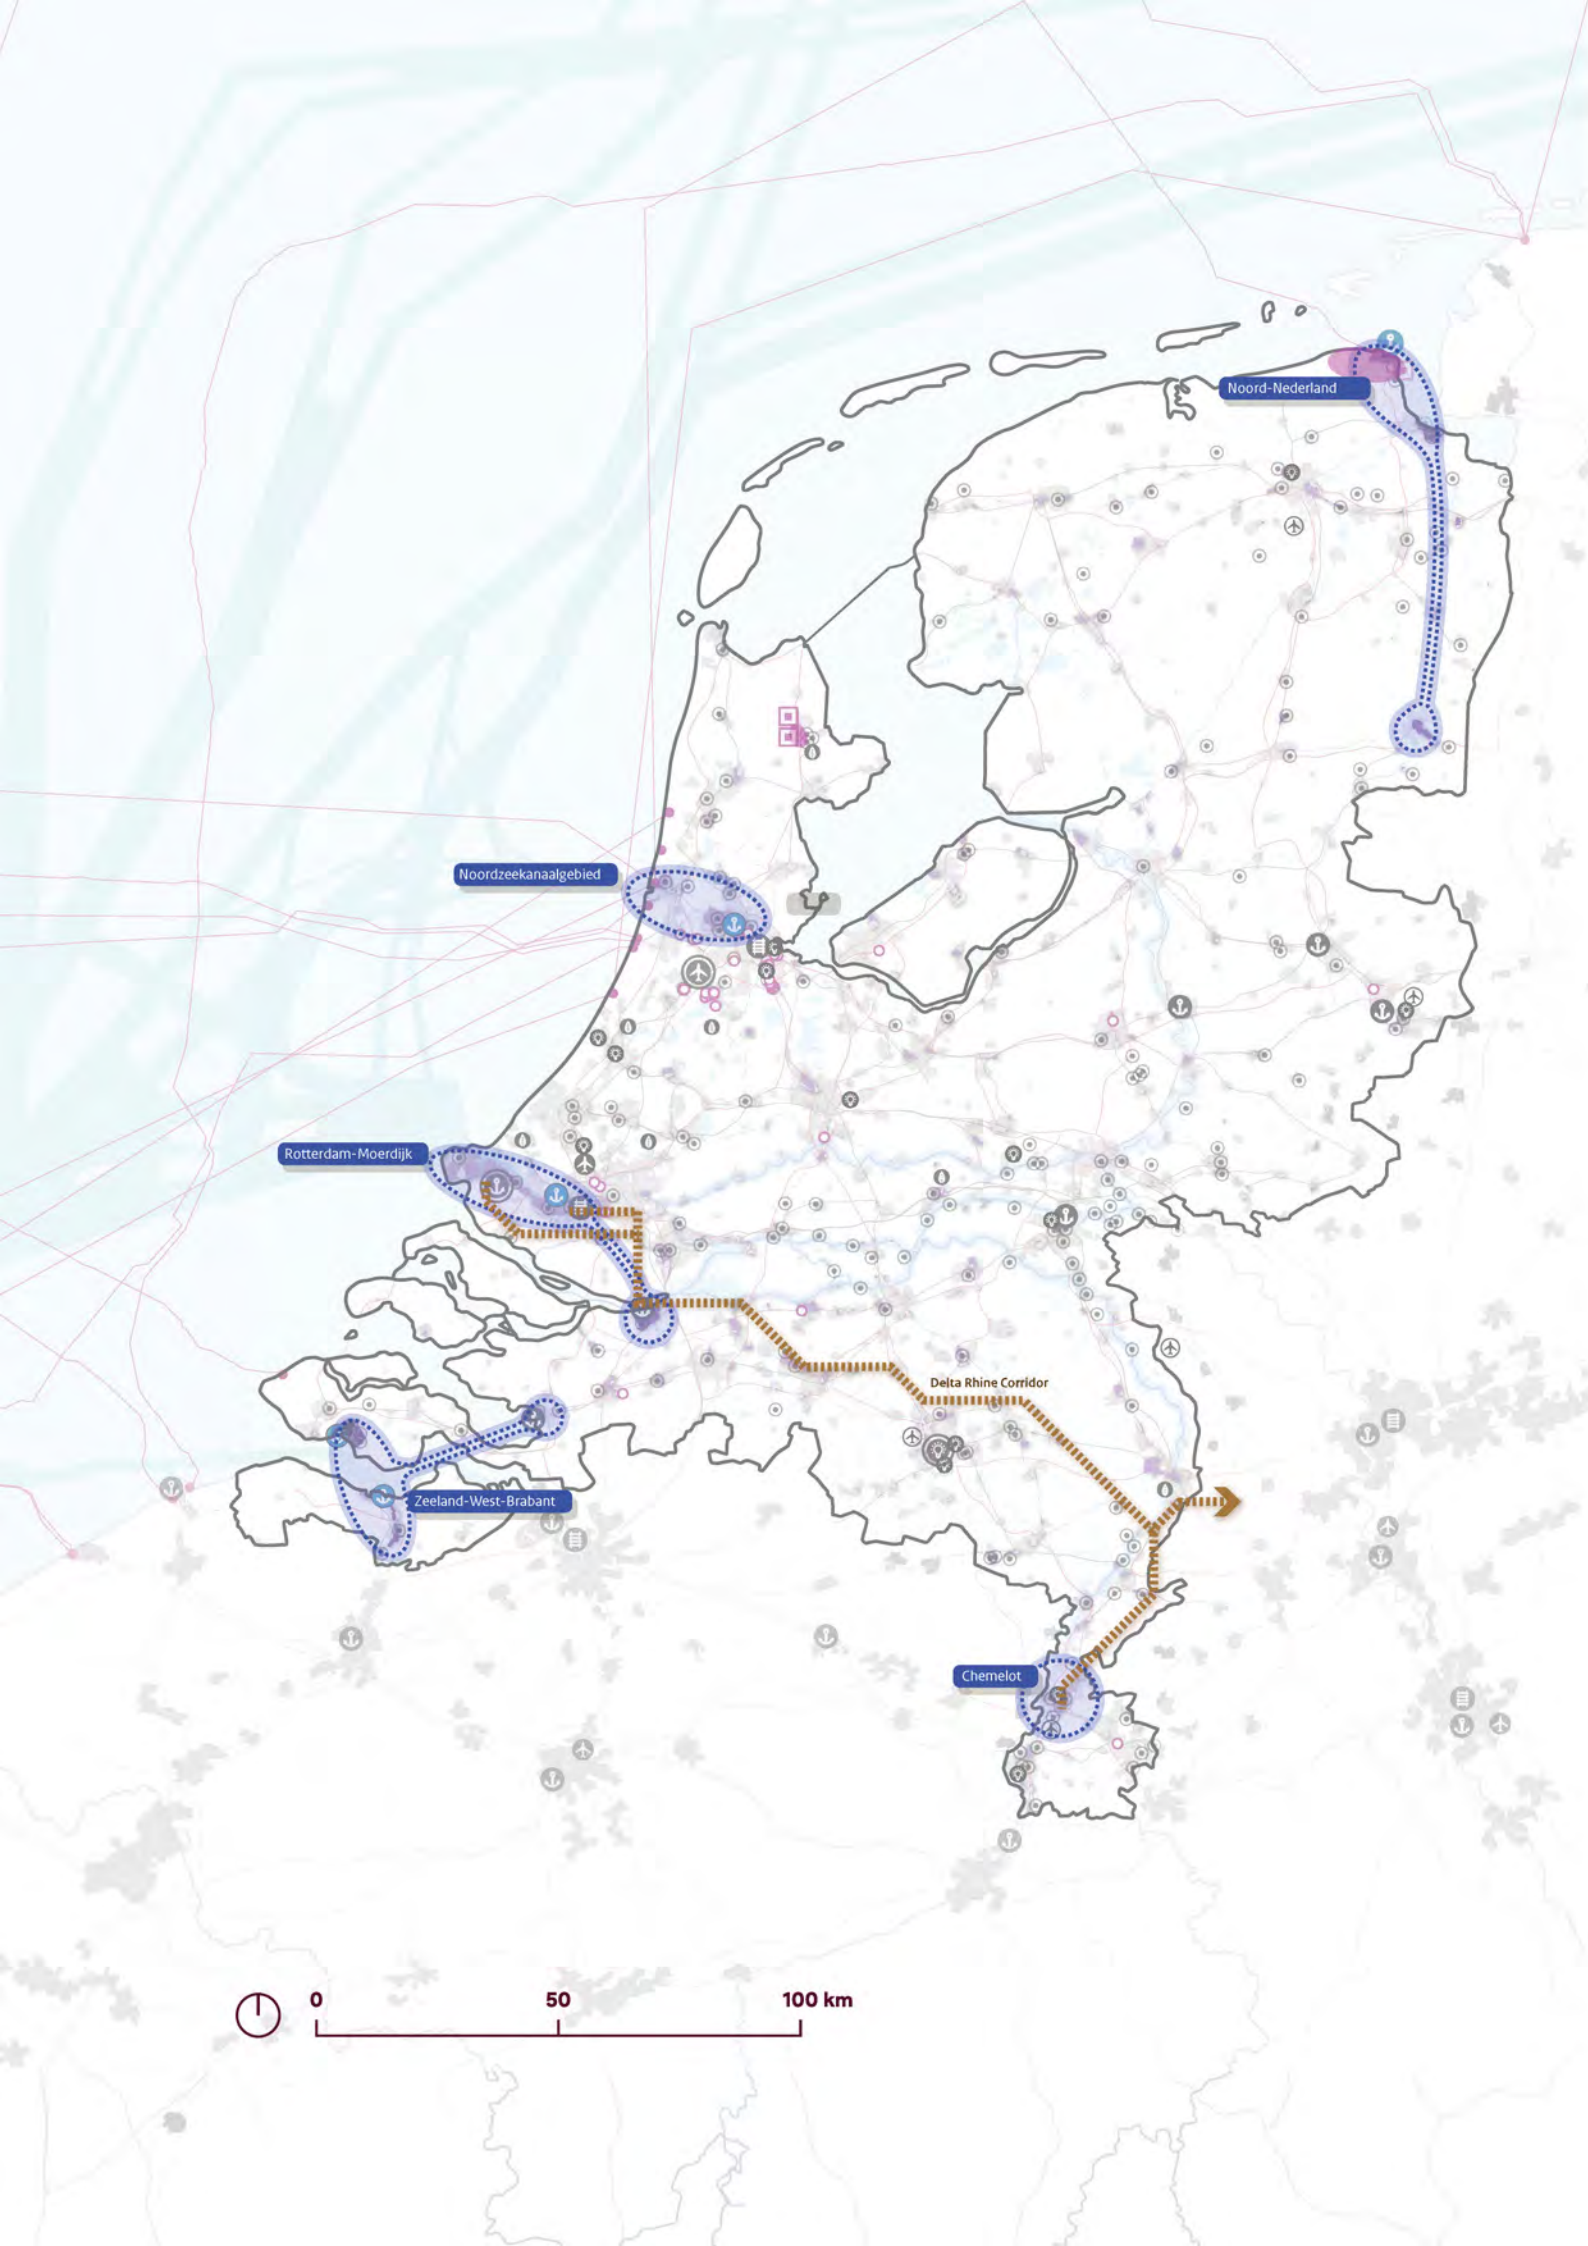 Noord-Nederland
Noordzeekanaalgebied
Rotterdam-Moerdijk
Delta Rhine Corridor
Zeeland-West-Brabant
Chemelot
0 50 100 km